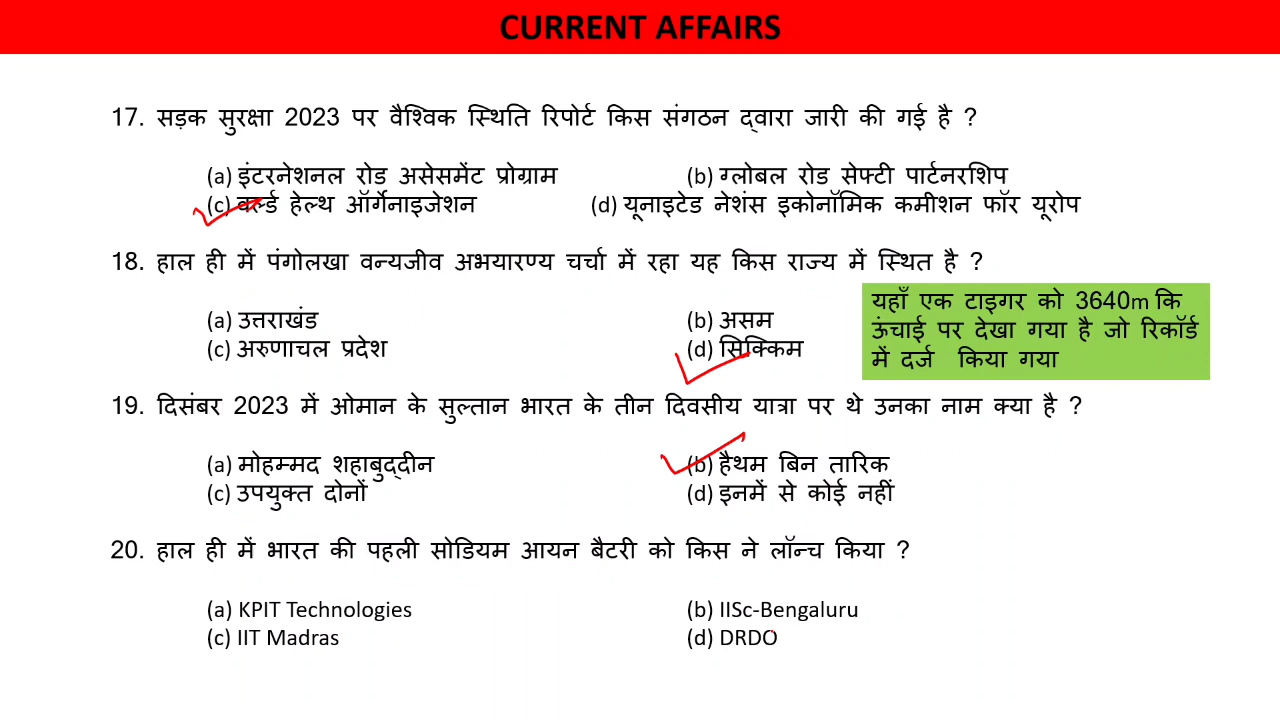 CURRENT AFFAIRS
17. सड़क सुरक्षा 2023 पर वैश्विक स्थिति रिपोर्ट किस संगठन द्वारा जारी की गई है ?
(a) इंटरनेशनल रोड असेसमेंट प्रोग्राम (b) ग्लोबल रोड सेफ्टी पार्टनरशिप
(c) वर्ल्ड हेल्थ ऑर्गेनाइजेशन (d) यूनाइटेड नेशंस इकोनॉमिक कमीशन फॉर यूरोप
18. हाल ही में पंगोलखा वन्यजीव अभयारण्य चर्चा में रहा यह किस राज्य में स्थित है ?
(a) उत्तराखंड (b) असम
(c) अरुणाचल प्रदेश (d) सिक्किम
यहाँ एक टाइगर को 3640m कि
ऊंचाई पर देखा गया है जो रिकॉर्ड
में दर्ज किया गया
19. दिसंबर 2023 में ओमान के सुल्तान भारत के तीन दिवसीय यात्रा पर थे उनका नाम क्या है ?
(a) मोहम्मद शहाबुद्दीन (b) हैथम बिन तारिक
(c) उपयुक्त दोनों (d) इनमें से कोई नहीं
20. हाल ही में भारत की पहली सोडियम आयन बैटरी को किस ने लॉन्च किया ?
(a) KPIT Technologies (b) IISc-Bengaluru
(c) IIT Madras (d) DRDO